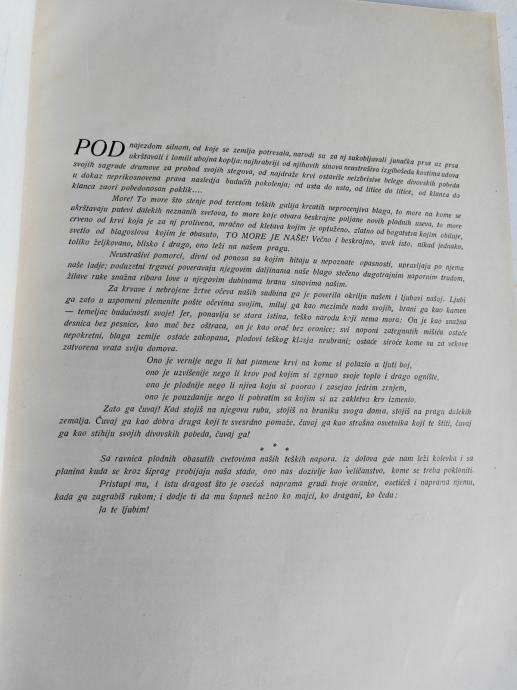 POD najezdom silnom, od koje se zemlja potresala, narodi su za nj sukobljavali junačka prsa uz prsa
ukrštavali i lomili ubojna koplja: najhrabriji od njihovih sinova neustrašivo izgiboše da kostima udova
svojih sagrade drumove za prohod svojih stegova, od najdraže krvi ostaviše neizbrisive belege divovskih pobeda
u dokaz neprikosnovena prava nasledja budućih pokolenja; od usta do usta, od litice do litice, od klanca do
klanca zaori pobedonosan poklik....
More! To more što stenje pod teretom teških galija kreatih neprocenjiva blaga, to more na kome se
ukrštavaju putevi dalekih neznanih svetova, to more koje otvara beskrajne poljane novih plodnih useva, to more
crveno od krvi koja je za nj prolivena, mračno od kletava kojim je optuženo, zlatno od bogatstva kojim obiluje,
svetlo od blagoslova kojim je obasuto, TO MORE JE NAŠE! Večno i beskrajno, uvek isto, nikad jednako,
toliko željkovano, blisko i drago, ono leži na našem pragu.
Neustrašivi pomorci, divni od ponosa sa kojim hitaju u nepoznate opasnosti, upravljaju po njemu
naše ladje; poduzetni trgovci poveravaju njegovim daljinama naše blago stečeno dugotrajnim napornim trudom,
žilave ruke snažna ribara love u njegovim dubinama hranu sinovima našim.
Za krvave i nebrojene žrtve očeva naših sudbina ga je poverila okrilju našem i ljubavi našoj. Ljubi
ga zato u uspomeni plemenite pošte očevima svojim, miluj ga kao mezimče nada svojih, brani ga kao kamen
— temeljac budućnosti svoje! Jer, ponavlja se stara istina, teško narodu koji nema mora: On je kao snažna
desnica bez pesnice, kao mač bez oštraca, on je kao orač bez oronice; svi naponi zategnutih mišića ostaće
nepokretni, blaga zemlje ostaće zakopana, plodovi teškog klasja neubrani; ostaće siroče kome su za vekove
zatvorena vrata sviju domova.
Ono je vernije nego li hat plamene krvi na kome si polazio u ljuti boj,
ono je uzvišenije nego li krov pod kojim si zgrnuo svoje toplo i drago ognište,
ono je plodnije nego li njiva koju si poorao i zasejao jedrim zrnjem,
ono je pouzdanije nego li pobratim sa kojim si uz zakletvu krv izmenio.
Zato ga čuvaj! Kad stojiš na njegovu rubu, stojiš na braniku svoga doma, stojiš na pragu dalekih
zemalja. Čuvaj ga kao dobra druga koji te svesrdno pomaže, čuvaj ga kao strašna osvetnika koji te štiti, čuvaj
ga kao stihiju svojih divovskih pobeda, čuvaj ga!
* * *
Sa ravnica plodnih obasutih cvetovima naših teških napora, iz dolova gde nam leži kolevka i sa
planina kuda se kroz šiprag probijaju naša stada, ono nas dozivlje kao veličanstvo, kome se treba pokloniti.
Pristupi mu, i istu dragost što je osećaš naprama grudi tvoje oranice, osetićeš i naprama njemu,
kada ga zagrabiš rukom; i dodje ti da mu šapneš nežno ko majci, ko dragani, ko čedu:
Ja te ljubim!